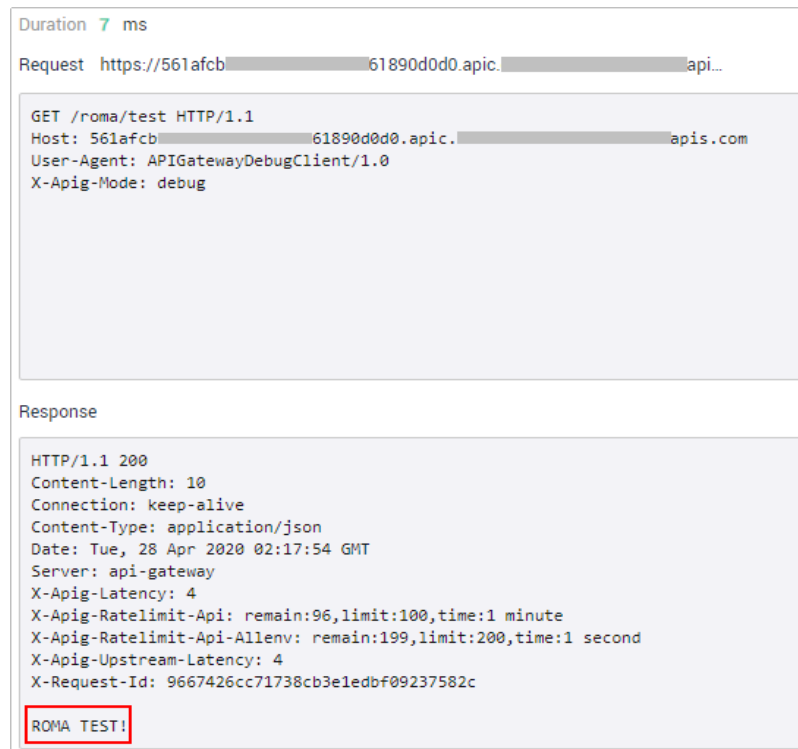 Duration 7 ms
Request https://561afcb 61890d0d0.apic. api...
GET /roma/test HTTP/1.1
Host: 561afcb 61890d0d0.apic. apis.com
User-Agent: APIGatewayDebugClient/1.0
X-Apig-Mode: debug
Response
HTTP/1.1 200
Content-Length: 10
Connection: keep-alive
Content-Type: application/json
Date: Tue, 28 Apr 2020 02:17:54 GMT
Server: api-gateway
X-Apig-Latency: 4
X-Apig-Ratelimit-Api: remain:96,limit:100,time:1 minute
X-Apig-Ratelimit-Api-Allenv: remain:199,limit:200,time:1 second
X-Apig-Upstream-Latency: 4
X-Request-Id: 9667426cc71738cb3e1edbf09237582c
ROMA TEST!